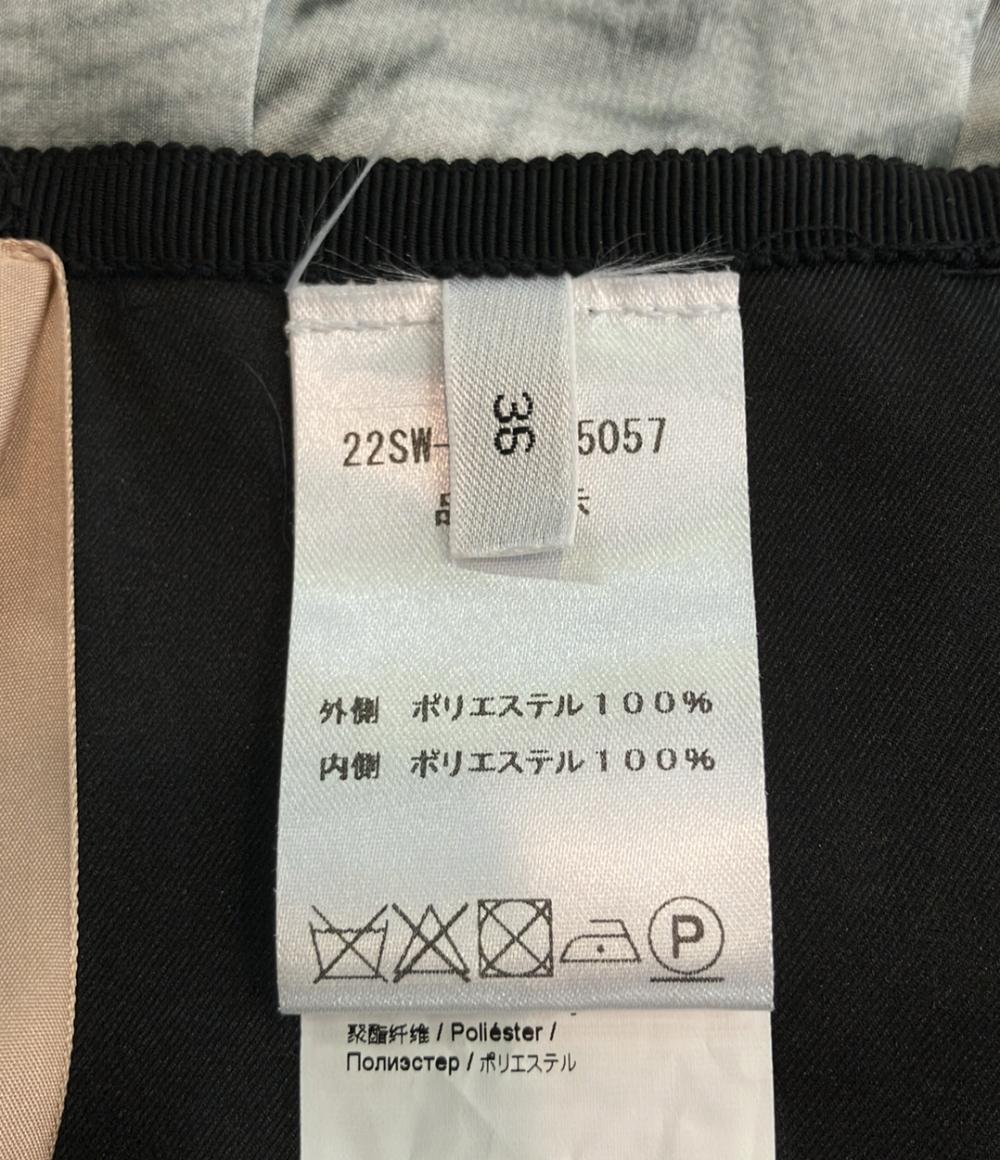 36
22SW- 5057
外側 ポリエステル100%
内側 ポリエステル100%
P
聚酯纤维 / Poliéster /
Полиэстер / ポリエステル